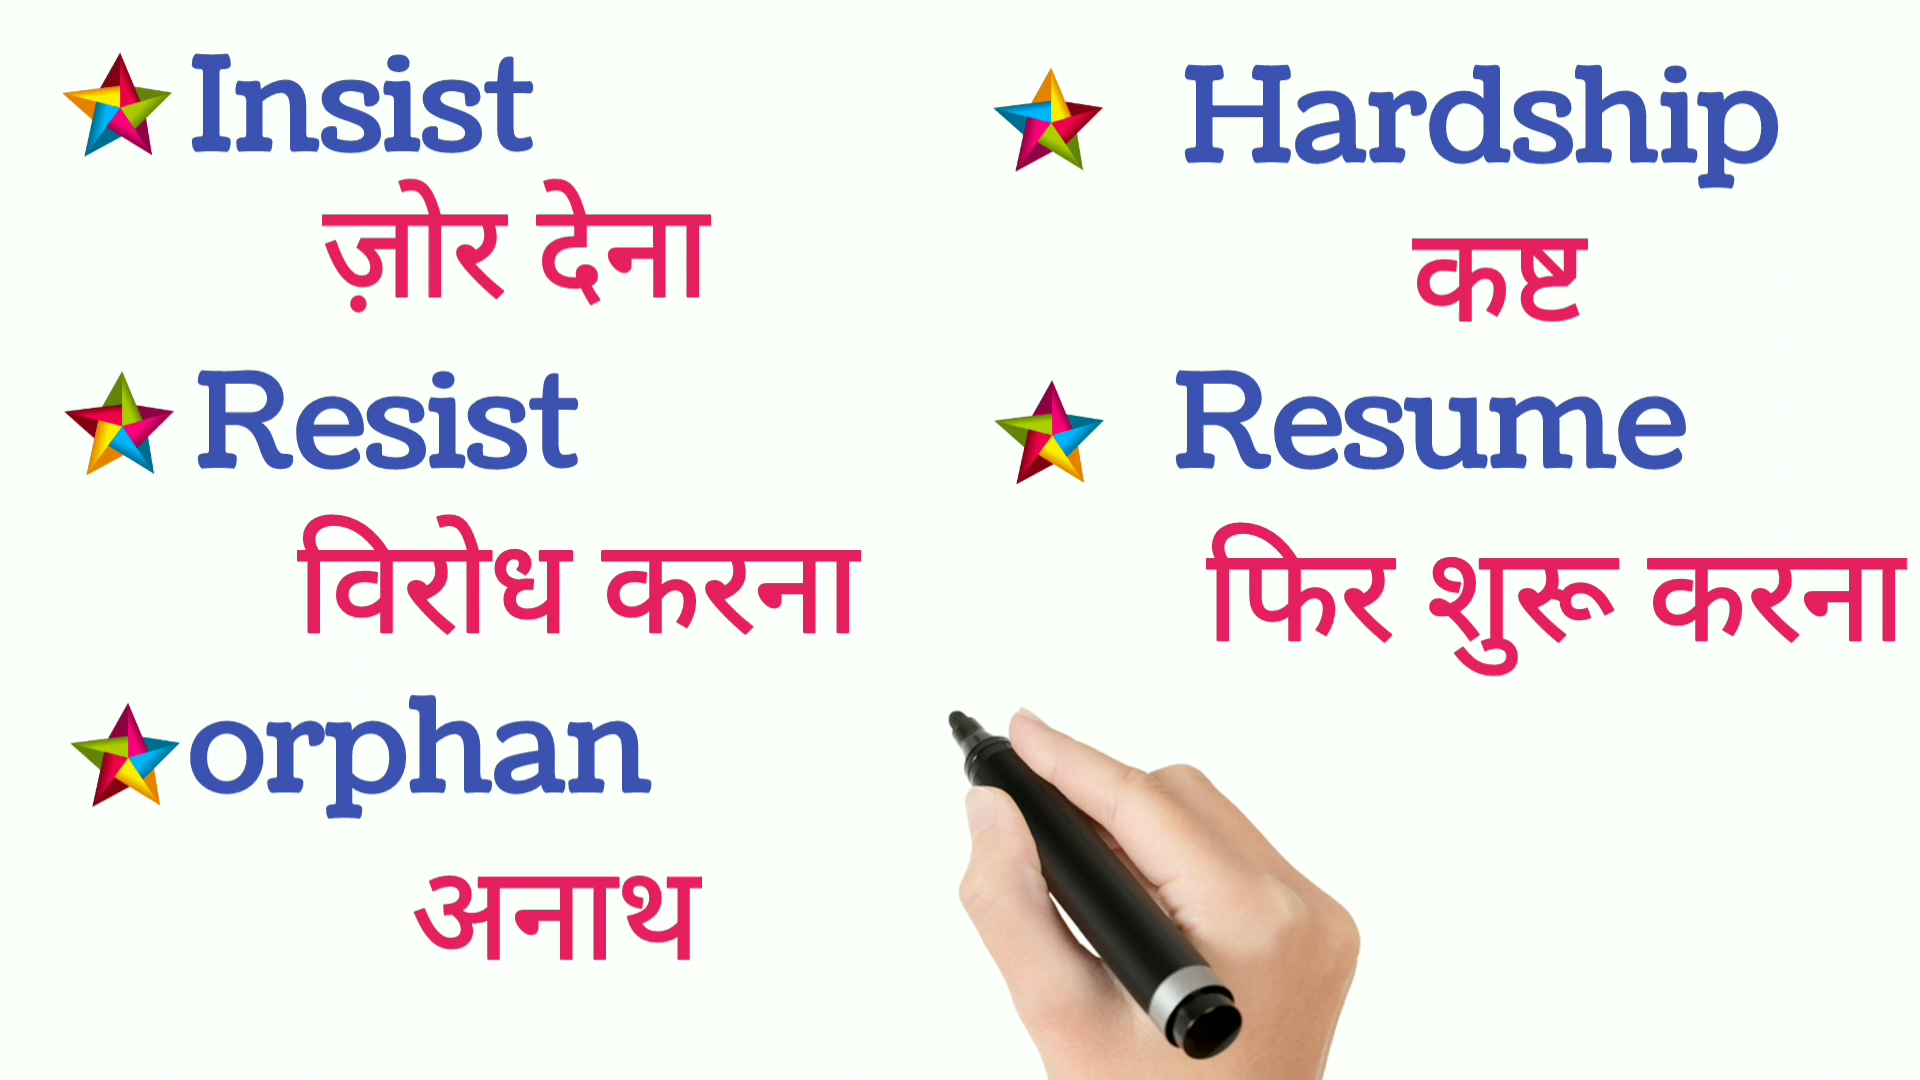 Insist
ज़ोर देना
Resist
विरोध करना
orphan
अनाथ
Hardship
कष्ट
Resume
फिर शुरू करना